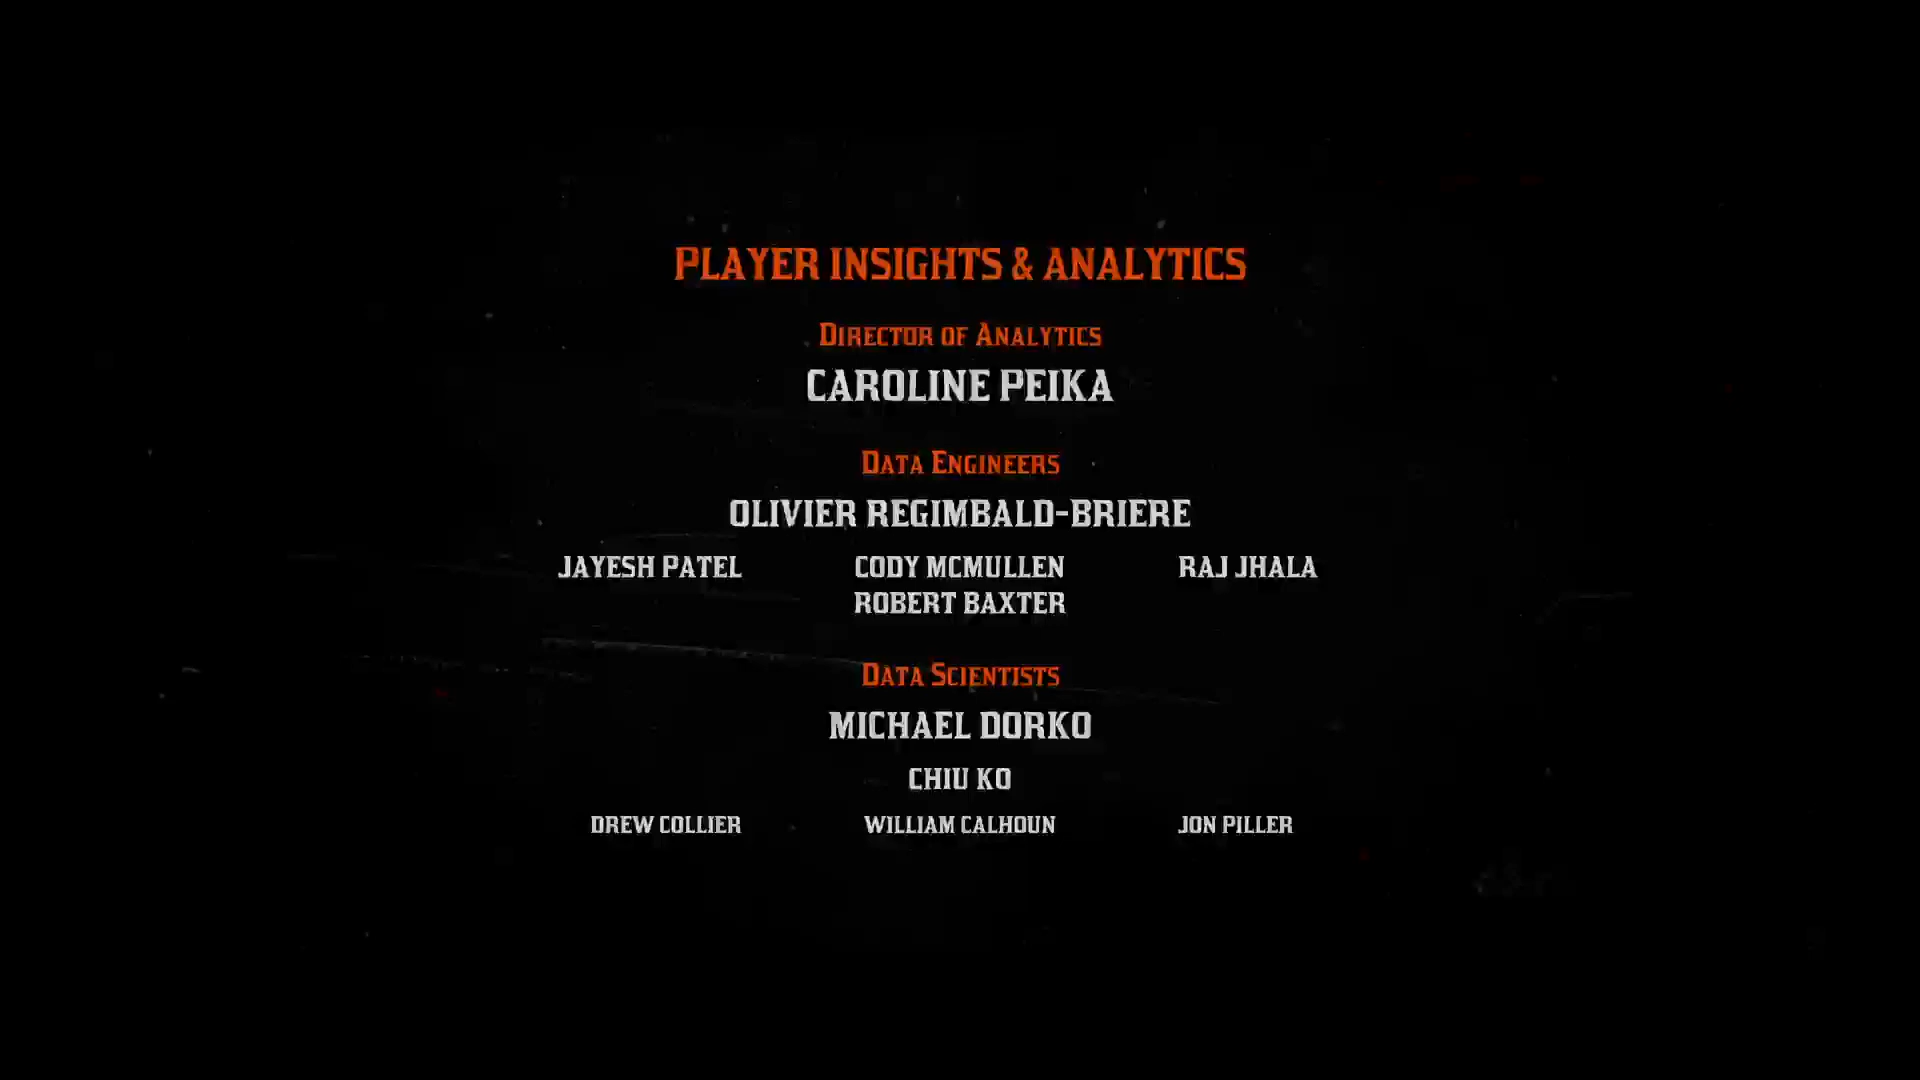 PLAYER INSIGHTS & ANALYTICS
DIRECTOR OF ANALYTICS
CAROLINE PEIKA
DATA ENGINEERS
OLIVIER REGIMBALD-BRIERE
JAYESH PATEL CODY MCMULLEN RAJ JHALA
ROBERT BAXTER
DATA SCIENTISTS
MICHAEL DORKO
CHIU KO
DREW COLLIER WILLIAM CALHOUN JON PILLER